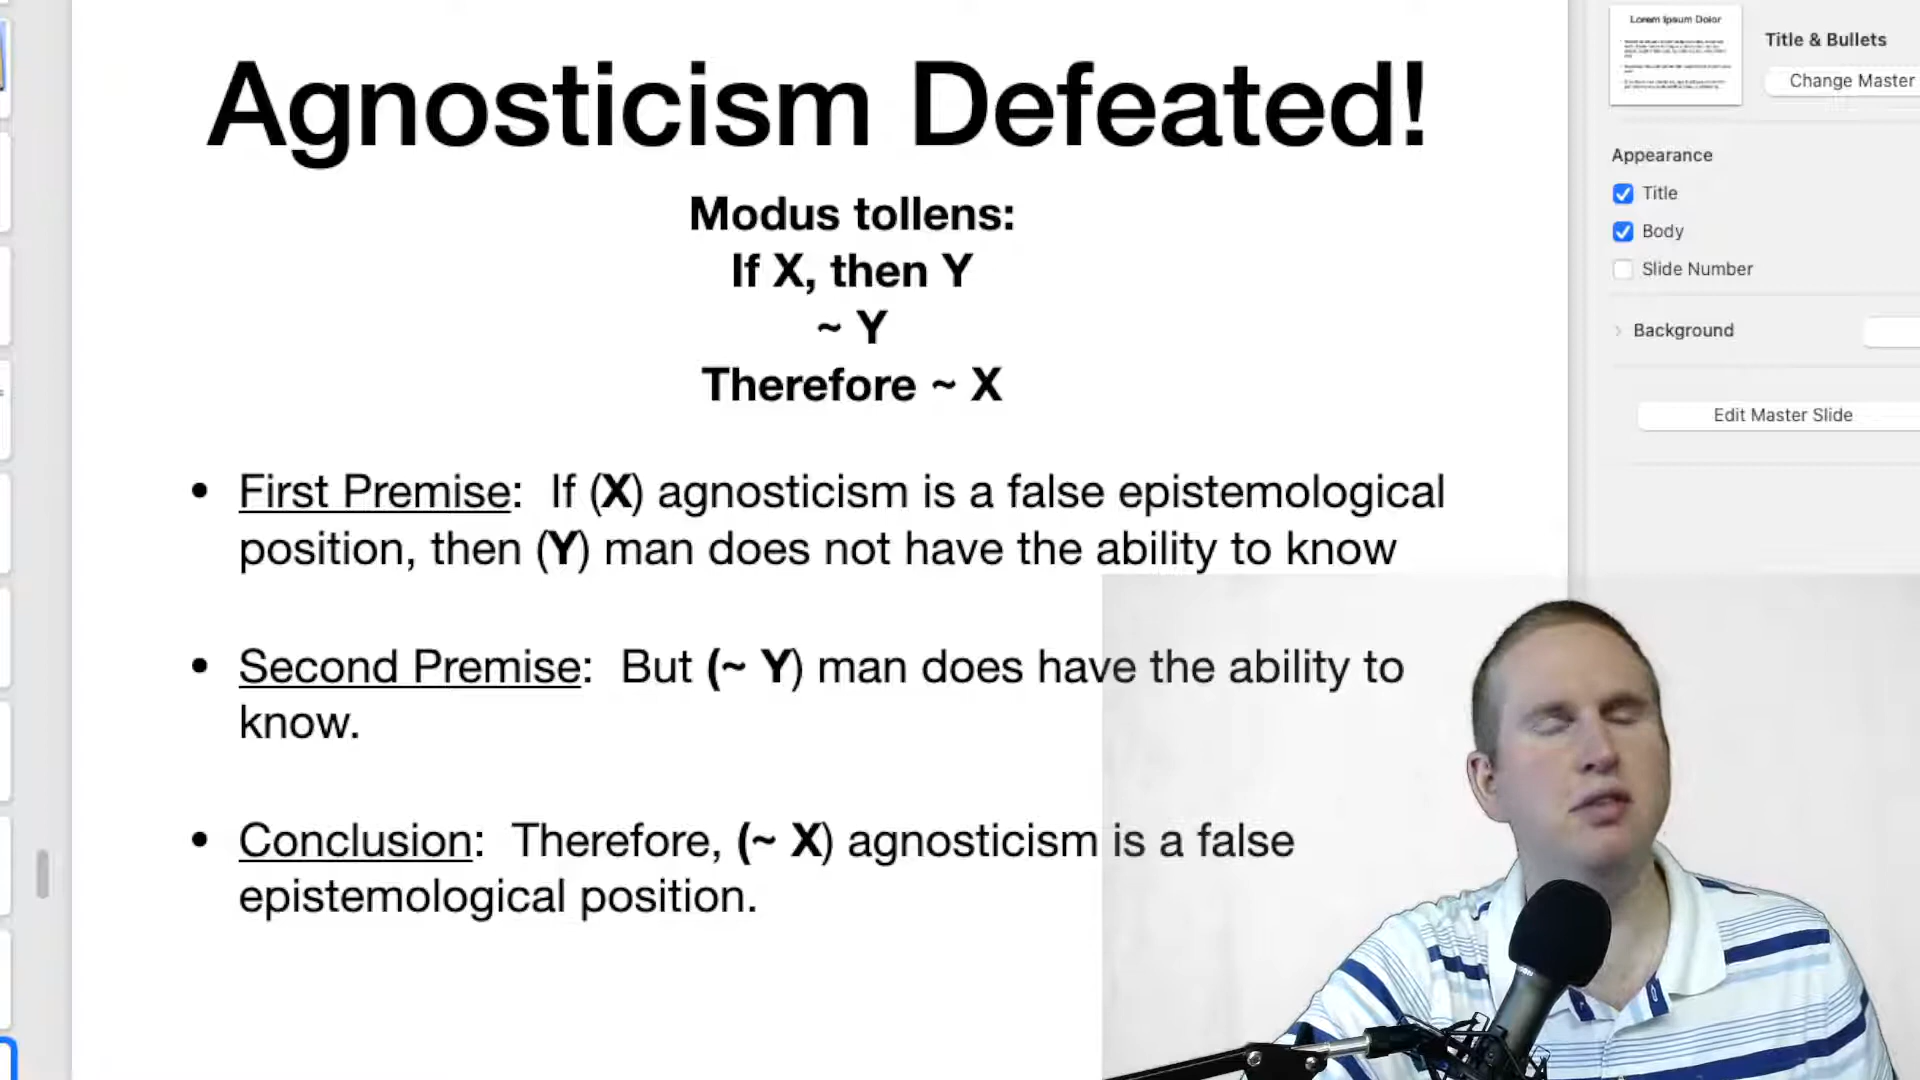 Agnosticism Defeated!
Modus tollens:
If X, then Y
~ Y
Therefore ~ X
• First Premise: If (X) agnosticism is a false epistemological
position, then (Y) man does not have the ability to know
• Second Premise: But (~ Y) man does have the ability to
know.
• Conclusion: Therefore, (~ X) agnosticism is a false
epistemological position.
Lorem Ipsum Dolor
Title & Bullets
Change Master
Appearance
Title
Body
Slide Number
Background
Edit Master Slide